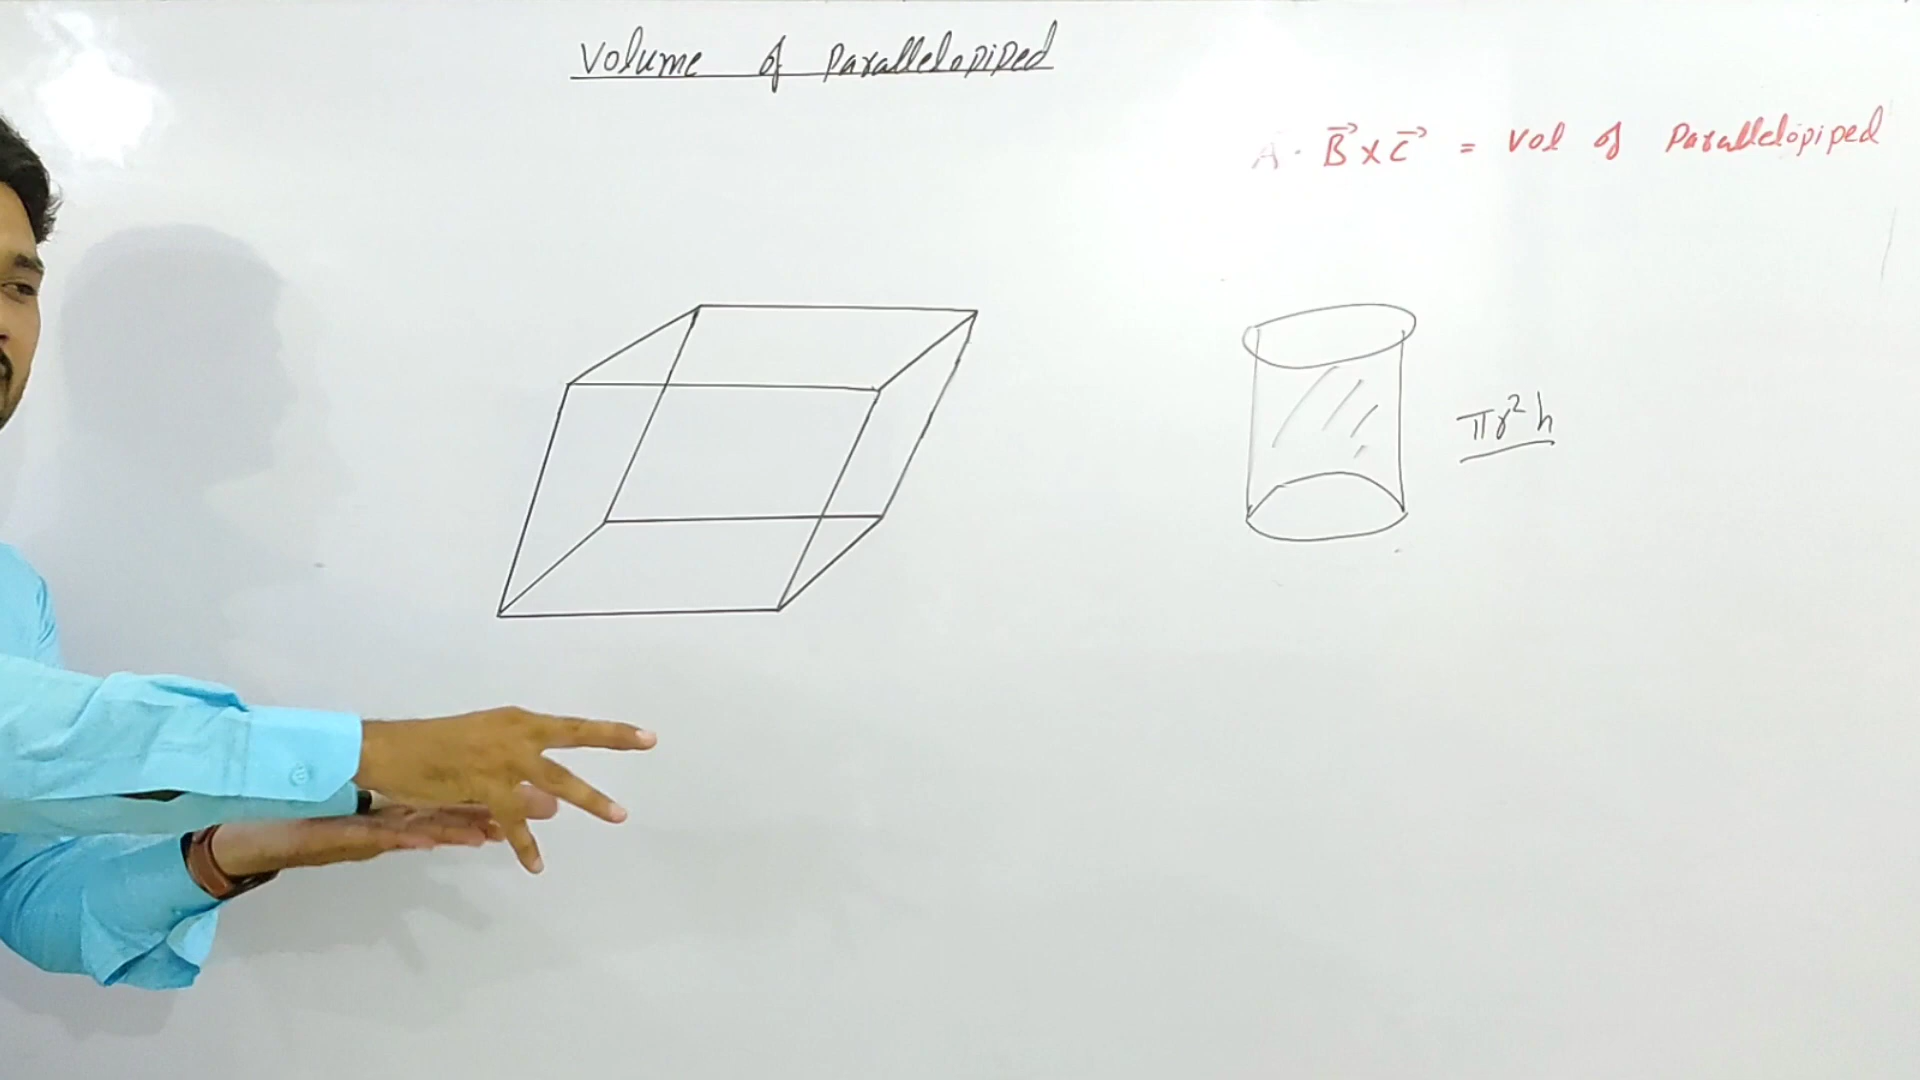 Volume of Parallelopiped
A · B⃗ × C⃗ = Vol of Parallelopiped
πr²h